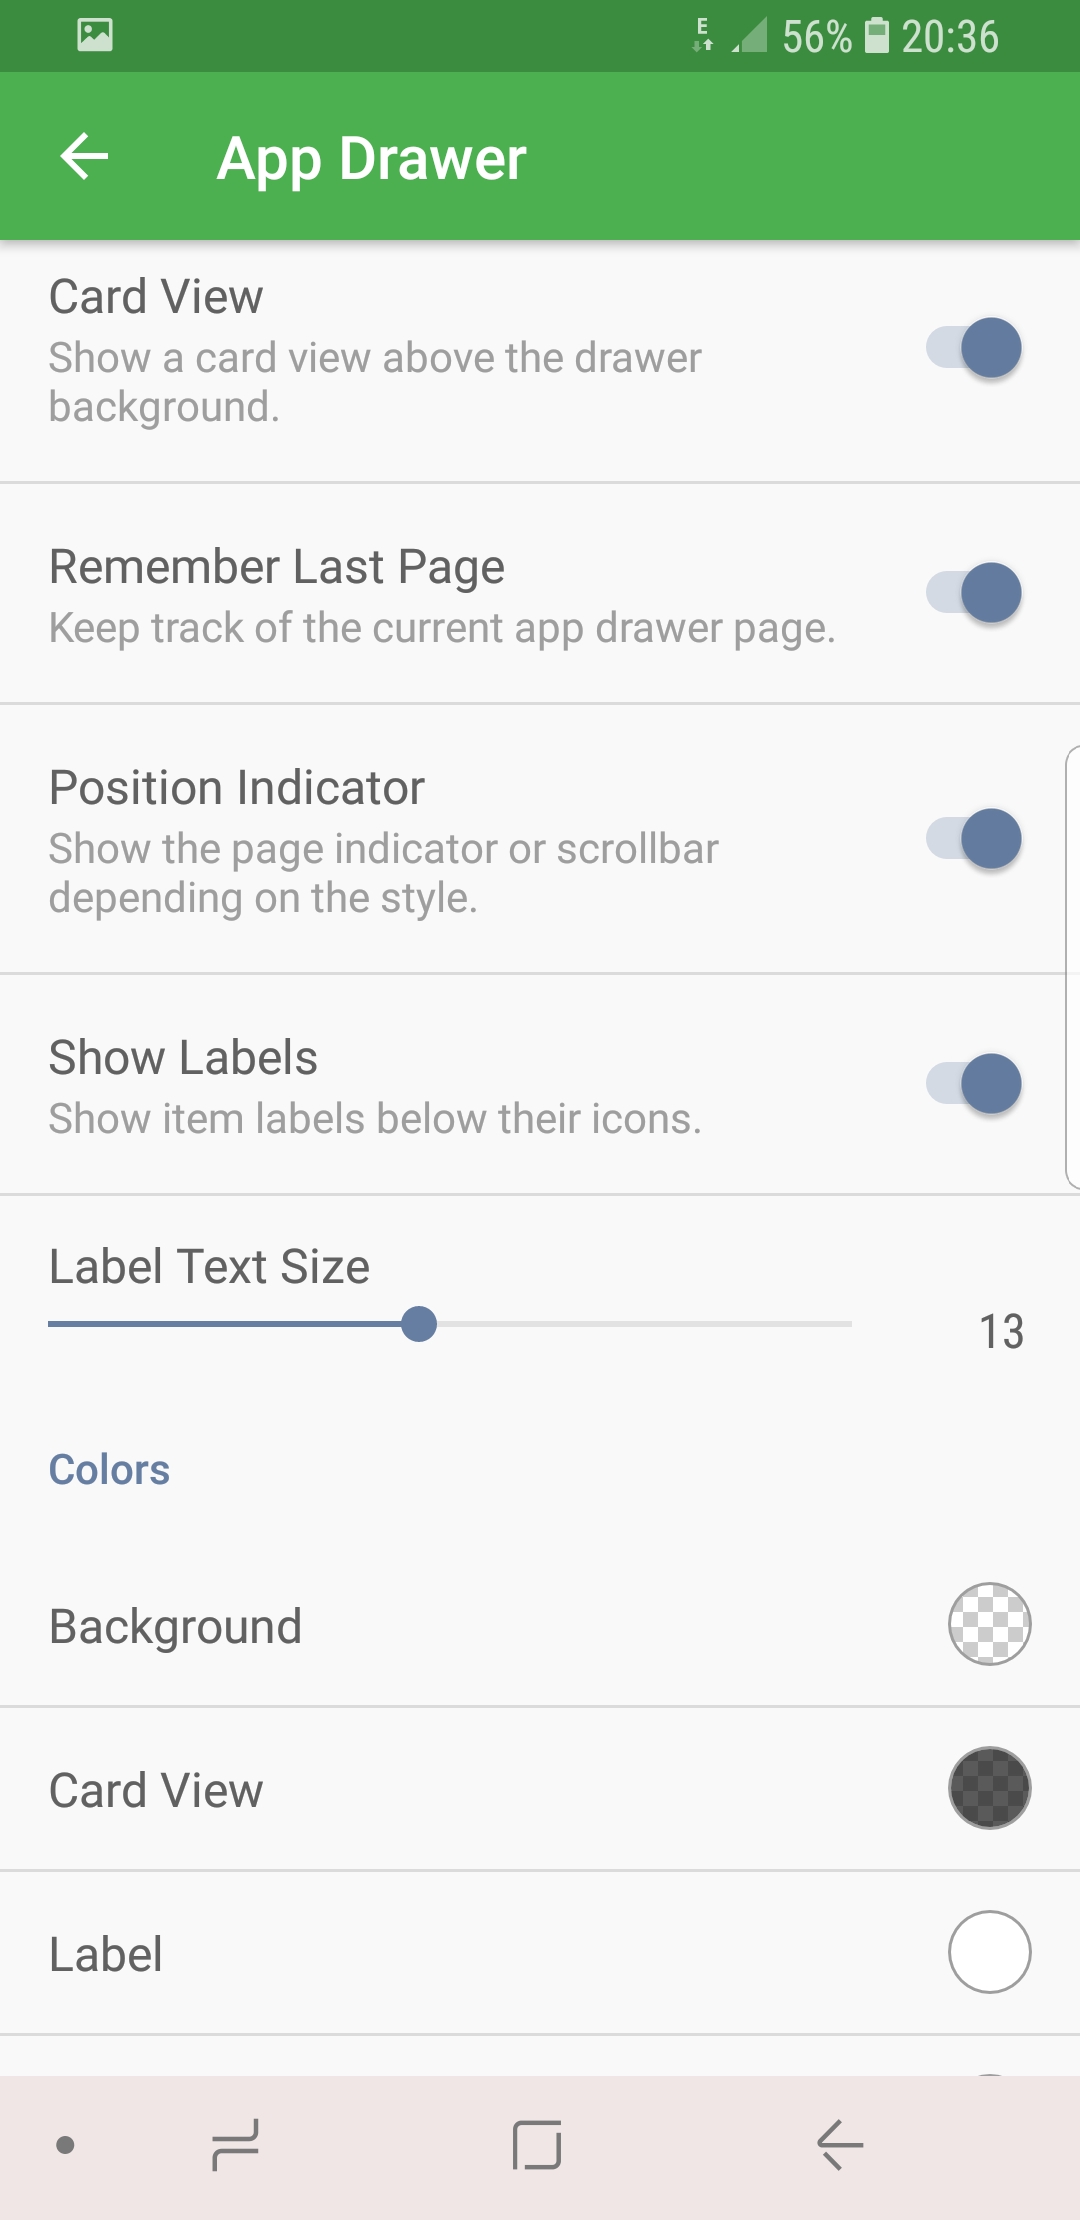 E 56% 20:36
App Drawer
Card View
Show a card view above the drawer
background.
Remember Last Page
Keep track of the current app drawer page.
Position Indicator
Show the page indicator or scrollbar
depending on the style.
Show Labels
Show item labels below their icons.
Label Text Size
13
Colors
Background
Card View
Label